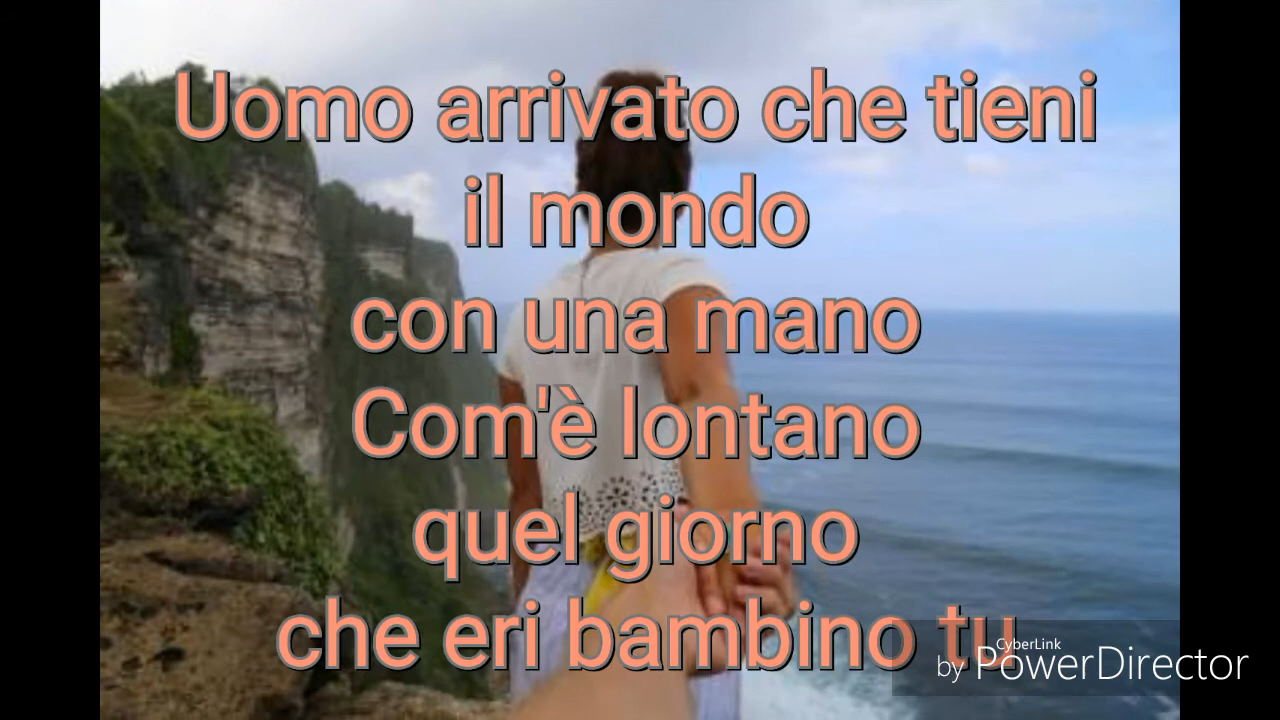 Uomo arrivato che tieni
il mondo
con una mano
Com'è lontano
quel giorno
che eri bambino tu
CyberLink
by PowerDirector